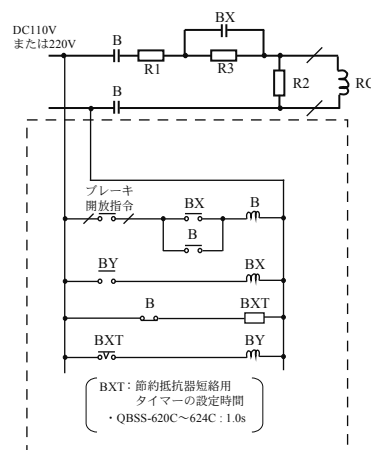 DC110V
または220V
B
R1
BX
R3
R2
B
ブレーキ
開放指令
BX
B
B
BY
BX
B
BXT
BXT
BY
BXT：節約抵抗器短絡用
タイマーの設定時間
・QBSS-620C～624C : 1.0s